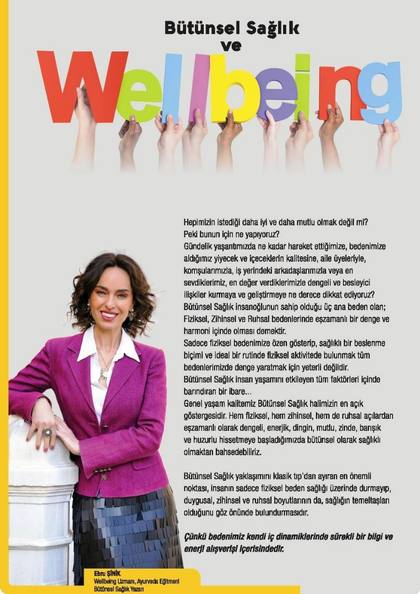 Bütünsel Sağlık
ve
Wellbeing
Hepimizin istediği daha iyi ve daha mutlu olmak değil mi?
Peki bunun için ne yapıyoruz?
Gündelik yaşantımızda ne kadar hareket ettiğimize, bedenimize
aldığımız yiyecek ve içeceklerin kalitesine, aile üyeleriyle,
komşularımızla, iş yerindeki arkadaşlarımızla veya en
sevdiklerimiz, en değer verdiklerimizle dengeli ve besleyici
ilişkiler kurmaya ve geliştirmeye ne derece dikkat ediyoruz?
Bütünsel Sağlık insanoğlunun sahip olduğu üç ana beden olan;
Fiziksel, Zihinsel ve Ruhsal bedenlerinde eşzamanlı bir denge ve
harmoni içinde olması demektir.
Sadece fiziksel bedenimize özen gösterip, sağlıklı bir beslenme
biçimi ve ideal bir rutinde fiziksel aktivitede bulunmak tüm
bedenlerimizde denge yaratmak için yeterli değildir.
Bütünsel Sağlık insan yaşamını etkileyen tüm faktörleri içinde
barındıran bir ibare...
Genel yaşam kalitemiz Bütünsel Sağlık halimizin en açık
göstergesidir. Hem fiziksel, hem zihinsel, hem de ruhsal açılardan
eşzamanlı olarak dengeli, enerjik, dingin, mutlu, zinde, barışık
ve huzurlu hissetmeye başladığımızda bütünsel olarak sağlıklı
olmaktan bahsedebiliriz.
Bütünsel Sağlık yaklaşımını klasik tıp'dan ayıran en önemli
noktası, insanın sadece fiziksel beden sağlığı üzerinde durmayıp,
duygusal, zihinsel ve ruhsal boyutlarının da, sağlığın temeltaşları
olduğunu göz önünde bulundurmasıdır.
Çünkü bedenimiz kendi iç dinamiklerinde sürekli bir bilgi ve
enerji alışverişi içerisindedir.
Ebru ŞİNİK
Wellbeing Uzmanı, Ayurveda Eğitmeni
Bütünsel Sağlık Yazarı